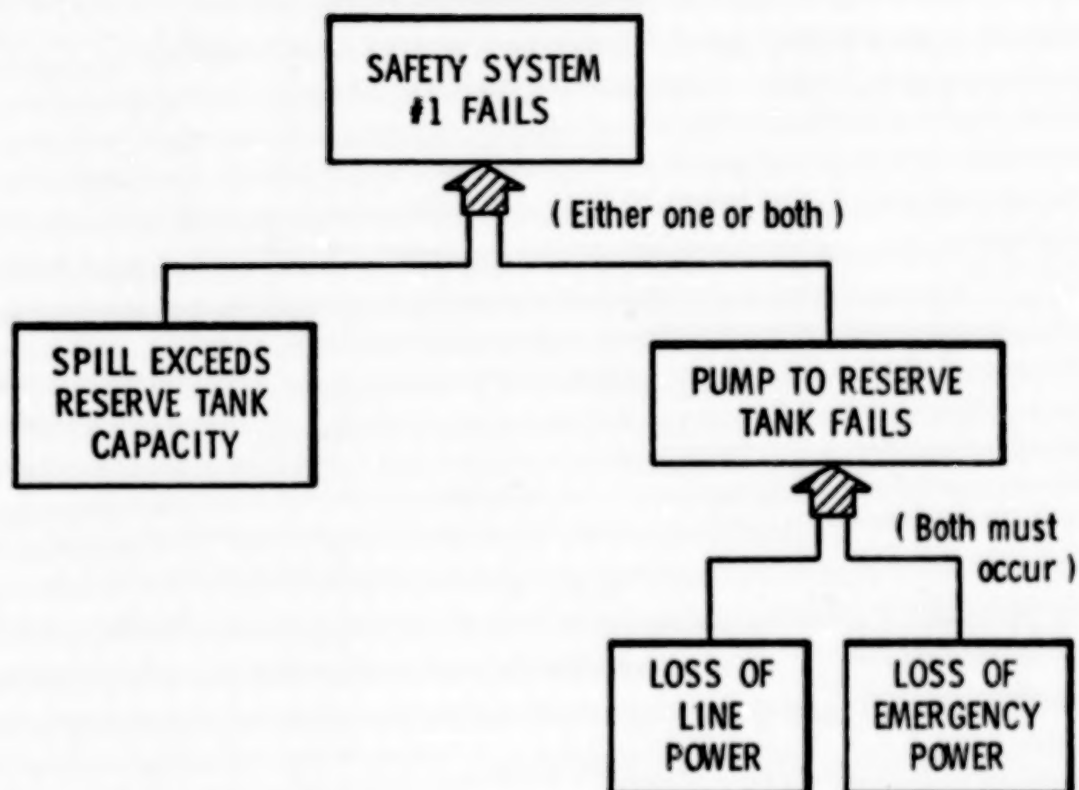 SAFETY SYSTEM
#1 FAILS
( Either one or both )
SPILL EXCEEDS
RESERVE TANK
CAPACITY
PUMP TO RESERVE
TANK FAILS
( Both must
occur )
LOSS OF
LINE
POWER
LOSS OF
EMERGENCY
POWER